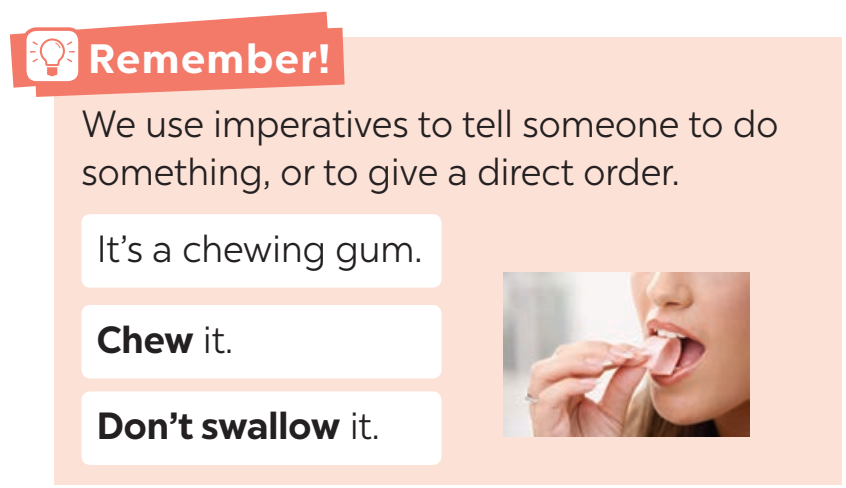 Remember!
We use imperatives to tell someone to do
something, or to give a direct order.
It's a chewing gum.
Chew it.
Don't swallow it.